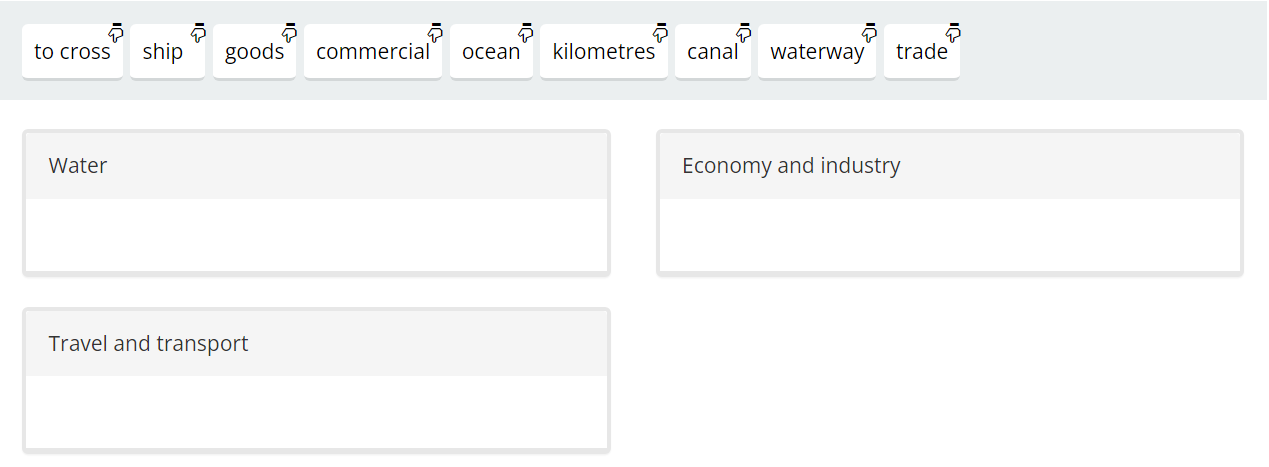 to cross ship goods commercial ocean kilometres canal waterway trade
Water
Economy and industry
Travel and transport